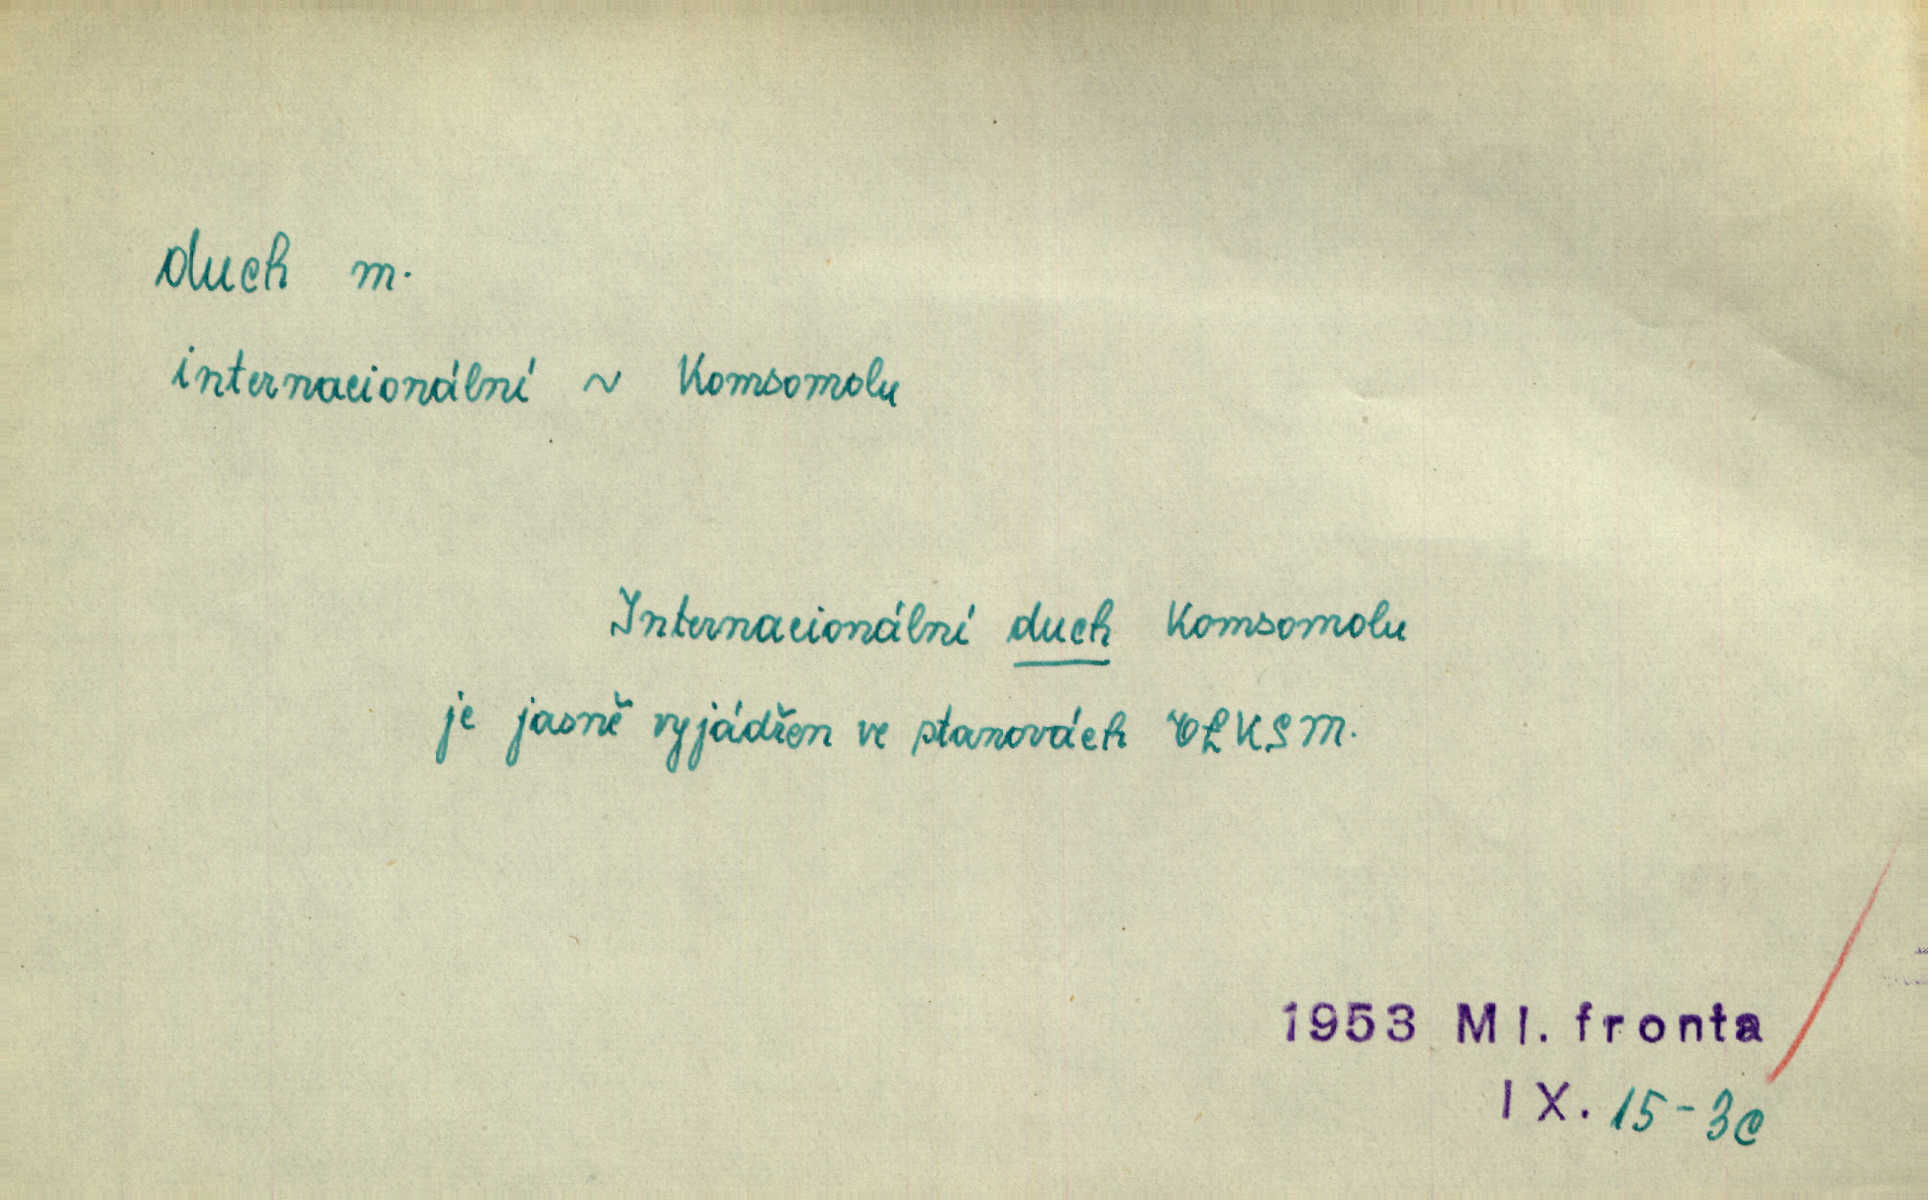 duch m.
internacionální ~ Komsomolu
Internacionální duch Komsomolu
je jasně vyjádřen ve stanovách VLKSM.
1953 Ml. fronta
IX. 15-3c